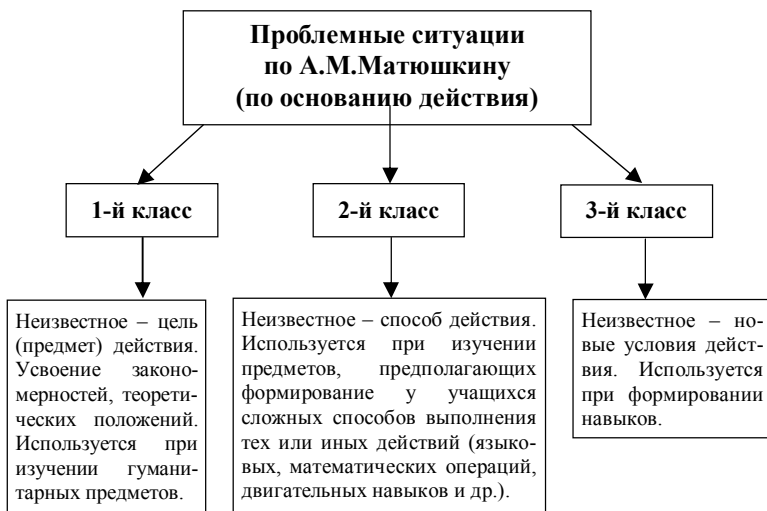 Проблемные ситуации
по А.М.Матюшкину
(по основанию действия)
1-й класс
2-й класс
3-й класс
Неизвестное – цель
(предмет) действия.
Усвоение законо-
мерностей, теорет-
ических положений.
Используется при
изучении гумани-
тарных предметов.
Неизвестное – способ действия.
Используется при изучении
предметов, предполагающих
формирование у учащихся
сложных способов выполнения
тех или иных действий (языко-
вых, математических операций,
двигательных навыков и др.).
Неизвестное – но-
вые условия дейст-
вия. Используется
при формировании
навыков.